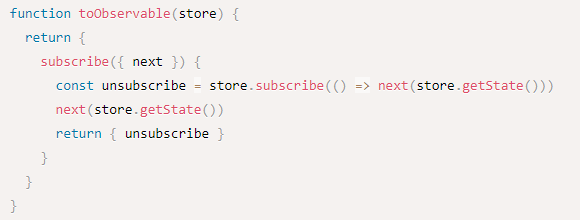 function toObservable(store) {
  return {
    subscribe({ next }) {
      const unsubscribe = store.subscribe(() => next(store.getState()))
      next(store.getState())
      return { unsubscribe }
    }
  }
}